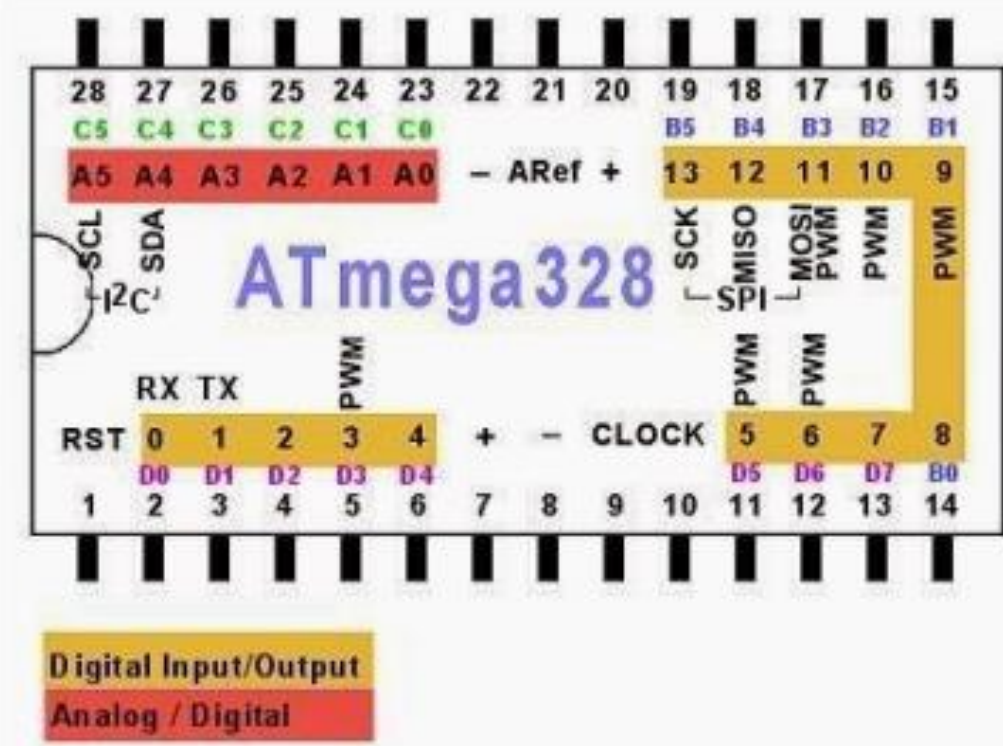 28 27 26 25 24 23 22 21 20 19 18 17 16 15
C5 C4 C3 C2 C1 C0 B5 B4 B3 B2 B1
A5 A4 A3 A2 A1 A0 – ARef + 13 12 11 10 9
SCL SDA SCK MISO MOSI PWM PWM PWM
I²C ATmega328 SPI
PWM PWM PWM
RX TX
RST 0 1 2 3 4 + – CLOCK 5 6 7 8
D0 D1 D2 D3 D4 D5 D6 D7 B0
1 2 3 4 5 6 7 8 9 10 11 12 13 14
Digital Input/Output
Analog / Digital